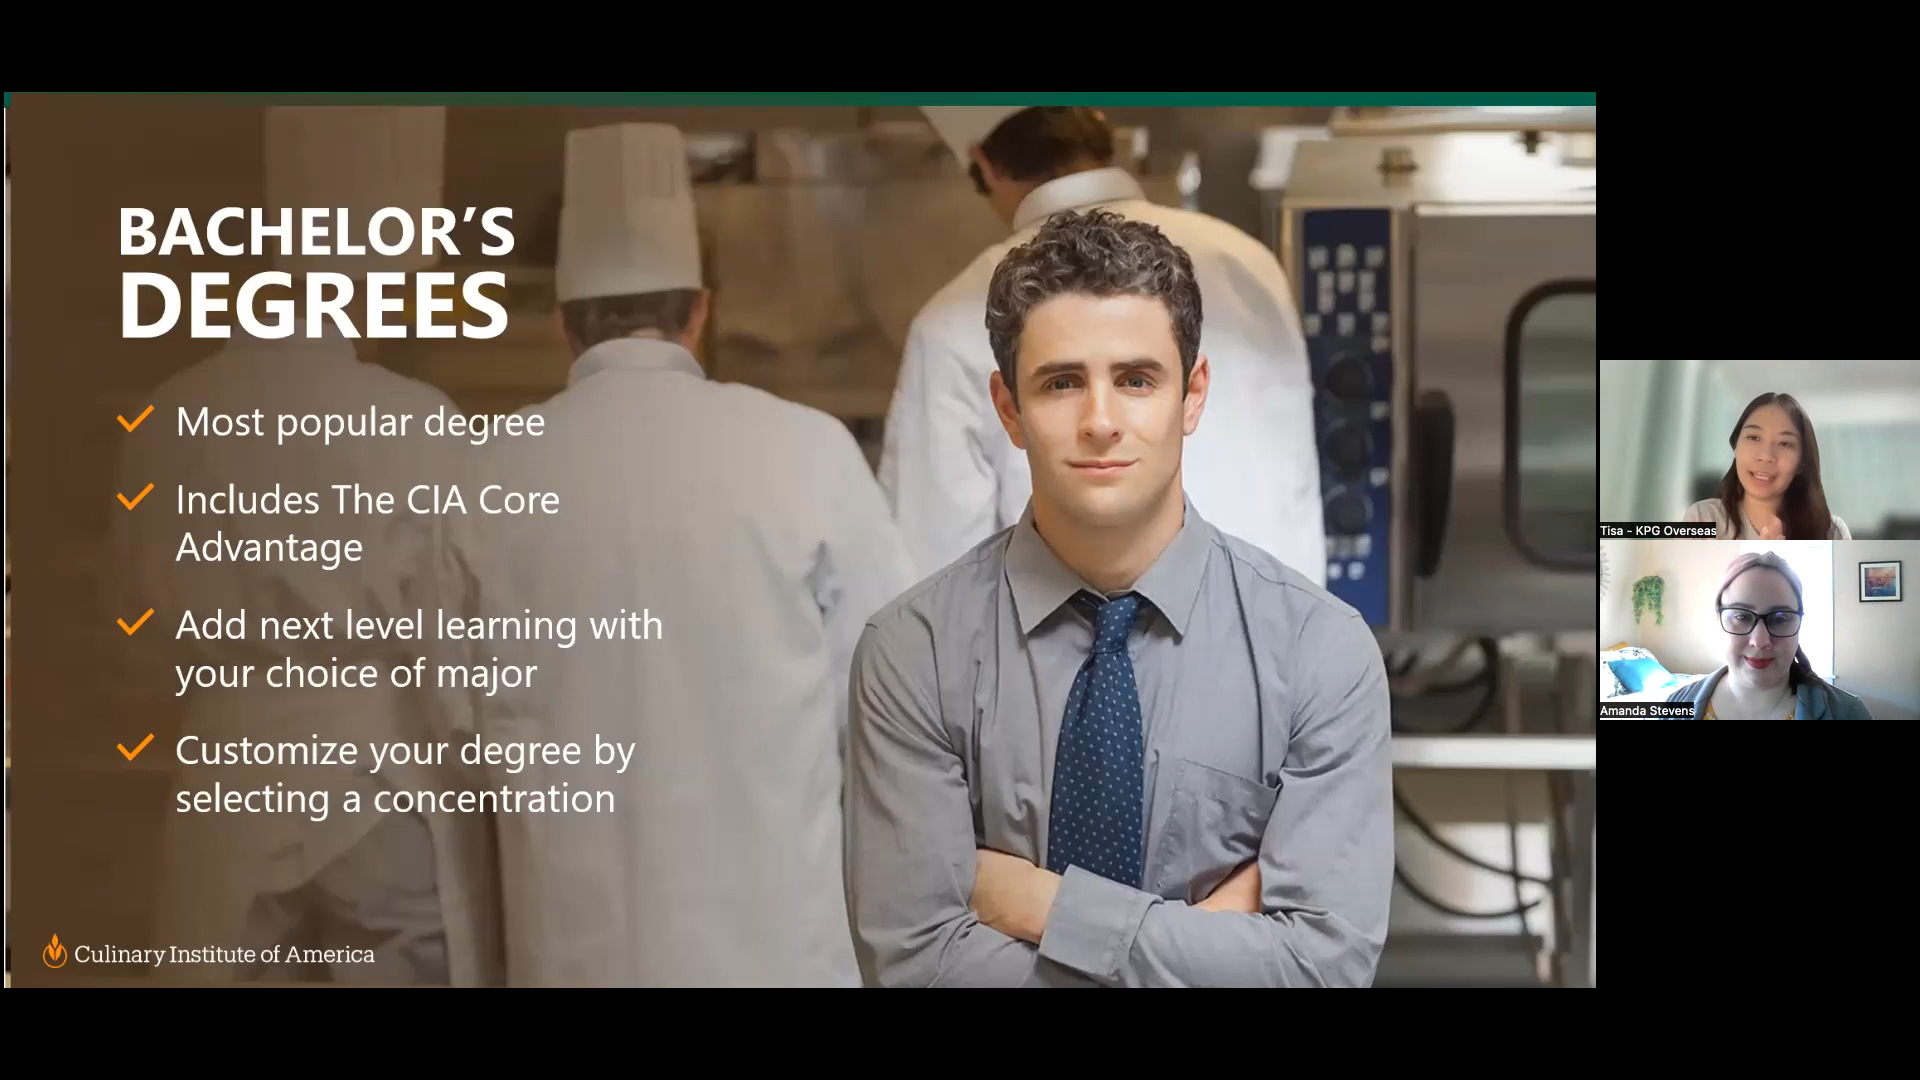 BACHELOR’S
DEGREES
Most popular degree
Includes The CIA Core
Advantage
Add next level learning with
your choice of major
Customize your degree by
selecting a concentration
Culinary Institute of America
Tisa - KPG Overseas
Amanda Stevens